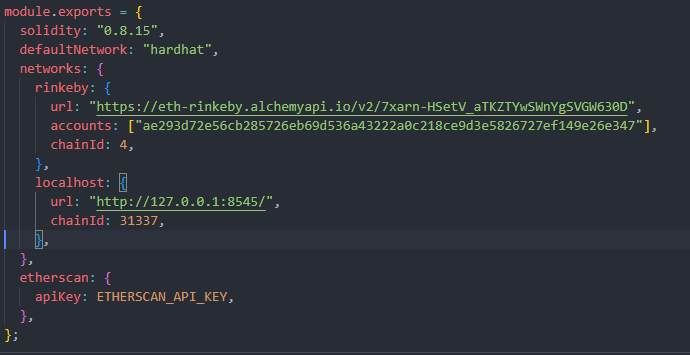 module.exports = {
solidity: "0.8.15",
defaultNetwork: "hardhat",
networks: {
rinkeby: {
url: "https://eth-rinkeby.alchemyapi.io/v2/7xarn-HSetV_aTKZTYwSWnYgSVGW630D",
accounts: ["ae293d72e56cb285726eb69d536a43222a0c218ce9d3e5826727ef149e26e347"],
chainId: 4,
},
localhost: {
url: "http://127.0.0.1:8545/",
chainId: 31337,
},
},
etherscan: {
apiKey: ETHERSCAN_API_KEY,
},
};